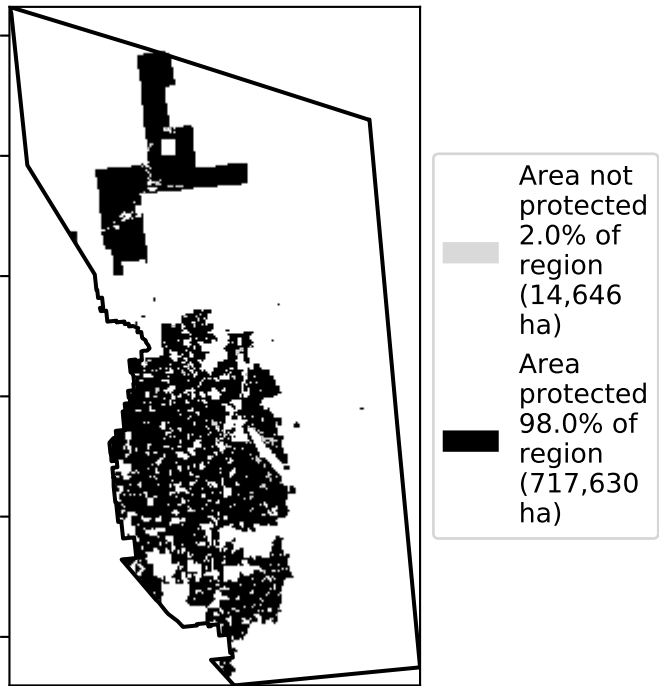 Area not
protected
2.0% of
region
(14,646
ha)
Area
protected
98.0% of
region
(717,630
ha)